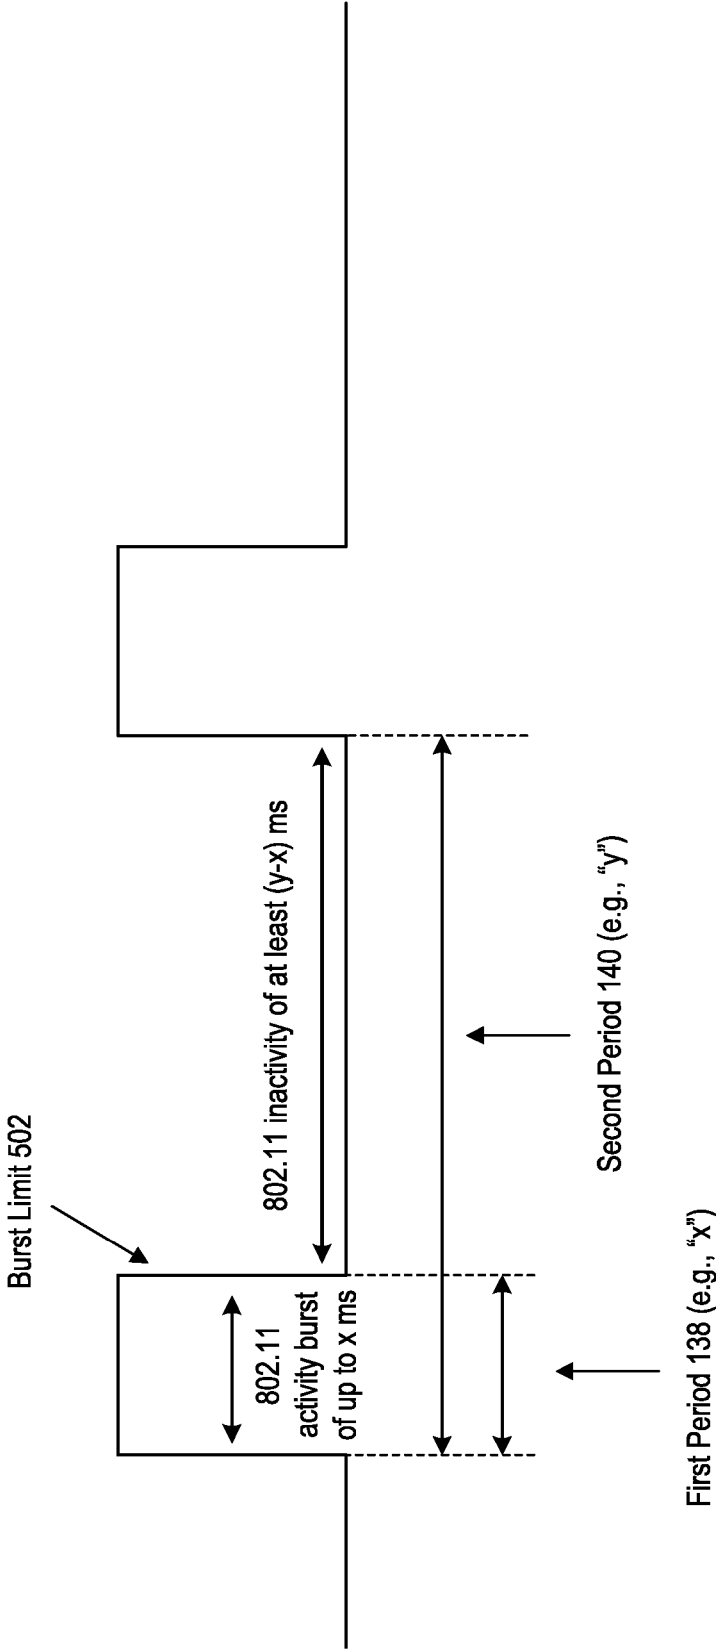 Burst Limit 502
802.11
activity burst
of up to x ms
802.11 inactivity of at least (y-x) ms
Second Period 140 (e.g., “y”)
First Period 138 (e.g., “x”)